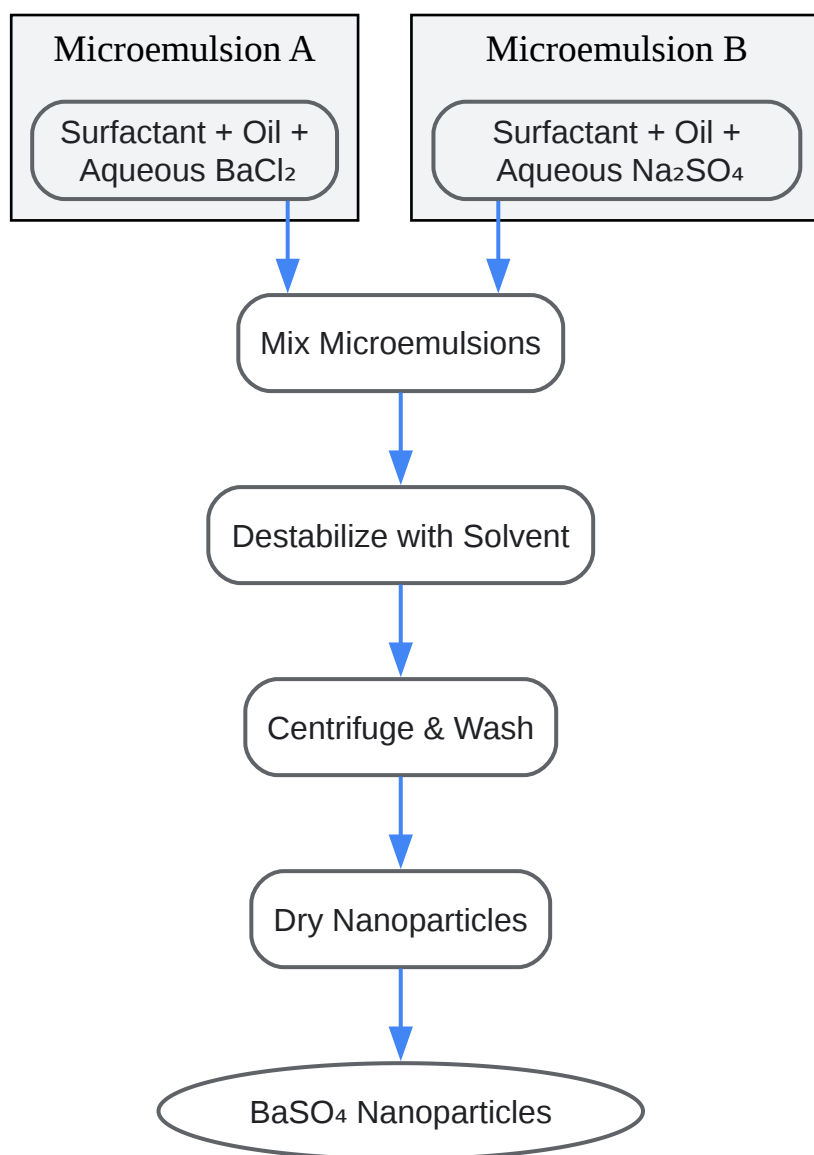 Microemulsion A
Surfactant + Oil +
Aqueous BaCl₂
Microemulsion B
Surfactant + Oil +
Aqueous Na₂SO₄
Mix Microemulsions
Destabilize with Solvent
Centrifuge & Wash
Dry Nanoparticles
BaSO₄ Nanoparticles